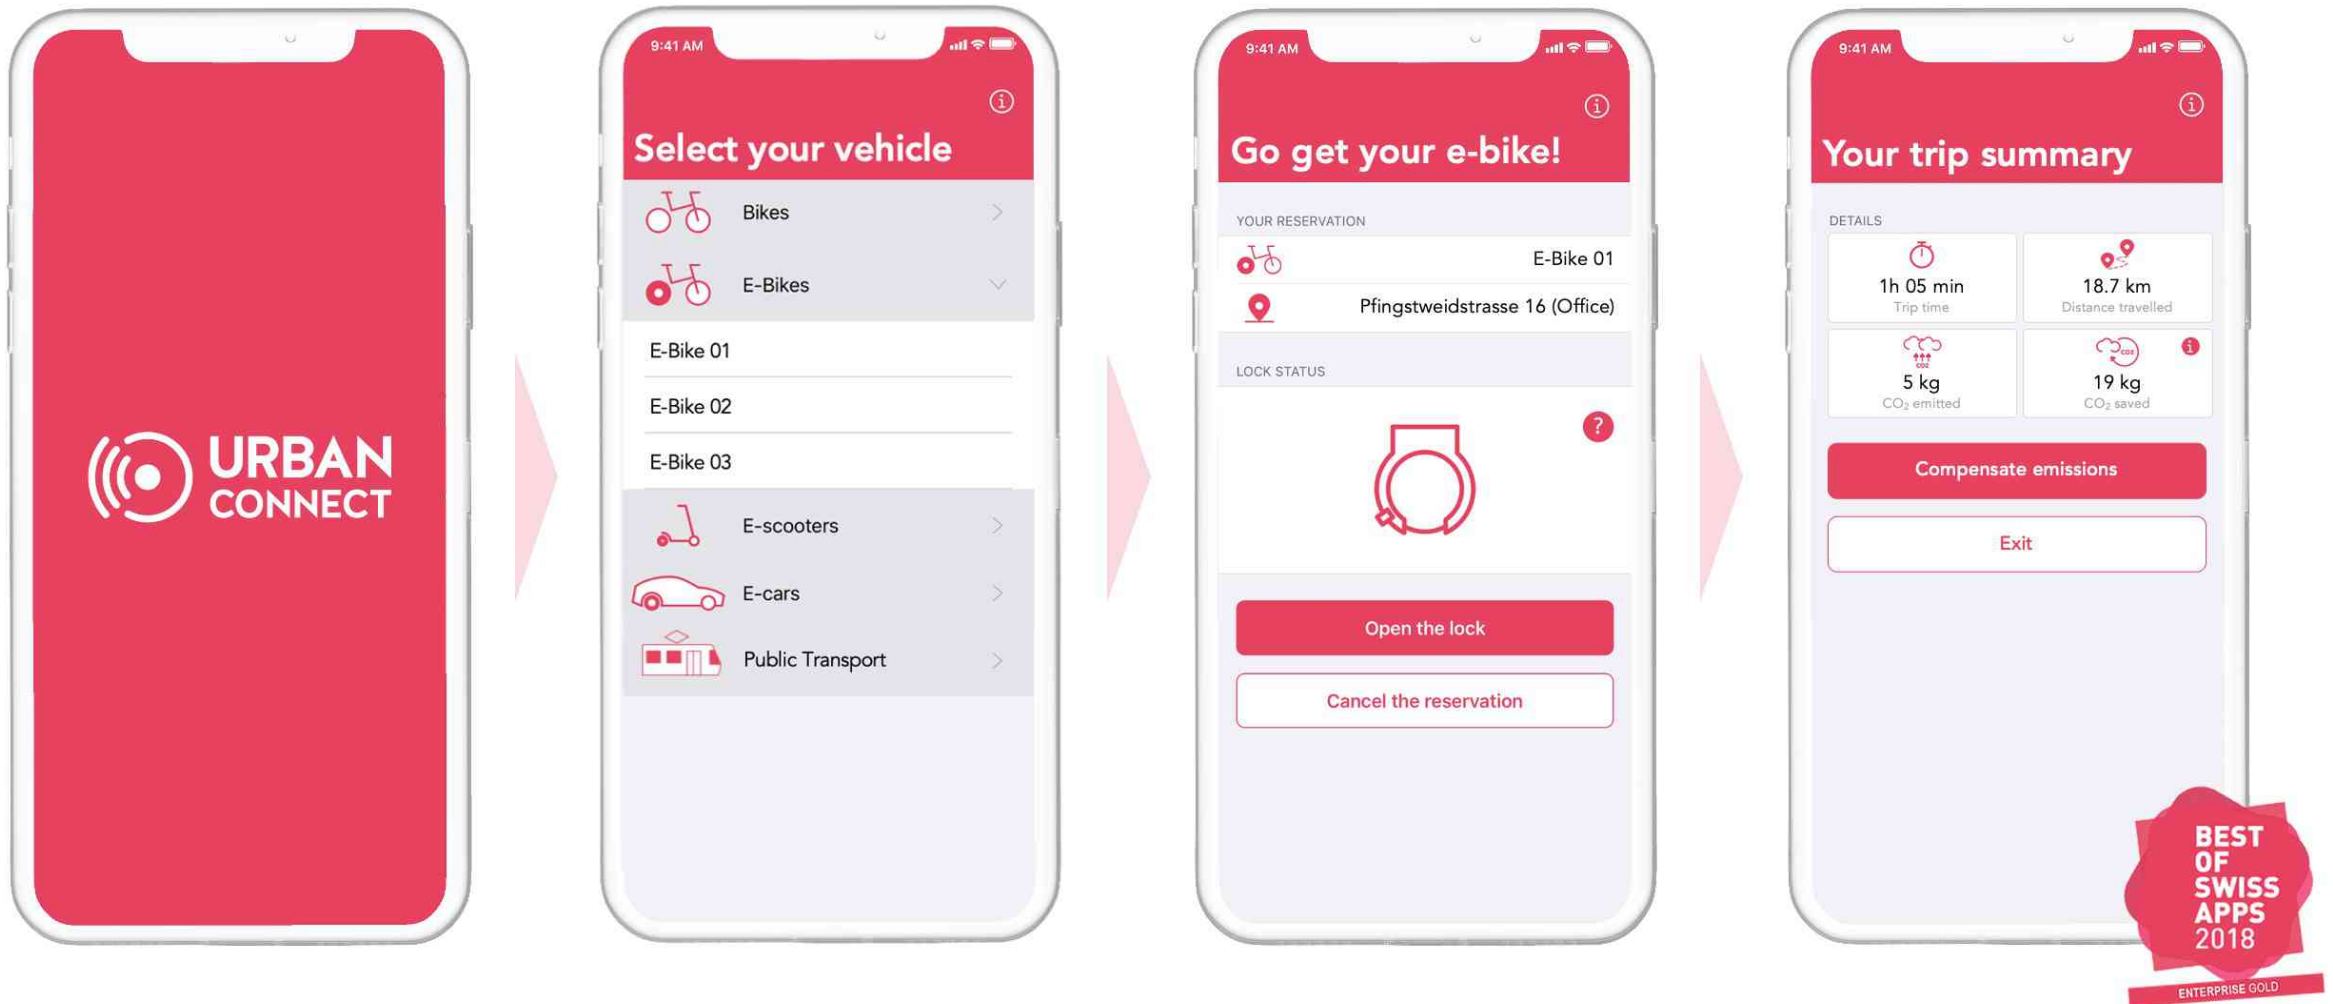 URBAN
CONNECT
9:41 AM
Select your vehicle
Bikes
E-Bikes
E-Bike 01
E-Bike 02
E-Bike 03
E-scooters
E-cars
Public Transport
9:41 AM
Go get your e-bike!
YOUR RESERVATION
E-Bike 01
Pfingstweidstrasse 16 (Office)
LOCK STATUS
?
Open the lock
Cancel the reservation
9:41 AM
Your trip summary
DETAILS
1h 05 min
Trip time
18.7 km
Distance travelled
CO2
5 kg
CO₂ emitted
CO2
19 kg
CO₂ saved
Compensate emissions
Exit
BEST
OF
SWISS
APPS
2018
ENTERPRISE GOLD